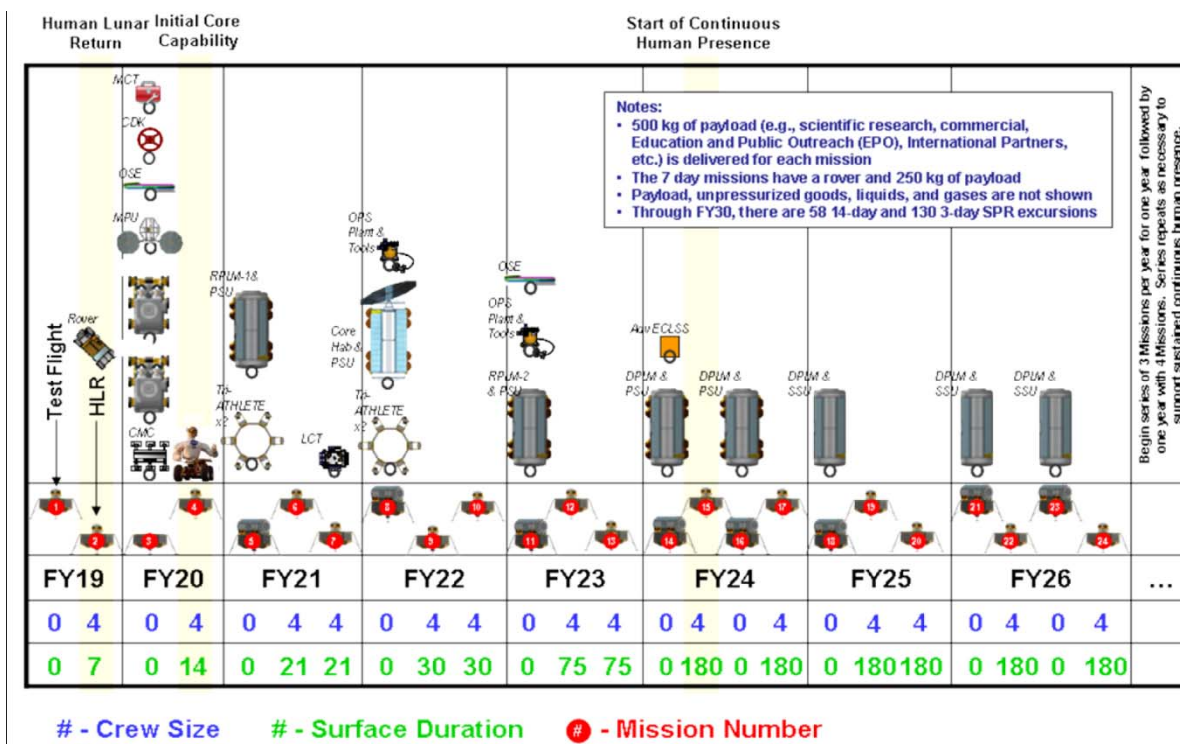 Human Lunar
Return
Initial Core
Capability
Start of Continuous
Human Presence
MCT
CDK
OSE
MPU
Rover
Test Flight
HLR
CMC
RPLM-1 &
PSU
Tri-
ATHLETE
x2
LCT
OPS
Plant &
Tools
Core
Hab &
PSU
Tri-
ATHLETE
x2
OSE
OPS
Plant &
Tools
RPLM-2
& PSU
Adv ECLSS
DPLM &
PSU
DPLM &
PSU
DPLM &
SSU
DPLM &
SSU
DPLM &
SSU
Notes:
• 500 kg of payload (e.g., scientific research, commercial,
Education and Public Outreach (EPO), International Partners,
etc.) is delivered for each mission
• The 7 day missions have a rover and 250 kg of payload
• Payload, unpressurized goods, liquids, and gases are not shown
• Through FY30, there are 58 14-day and 130 3-day SPR excursions
Begin series of 3 Missions per year for one year followed by
one year with 4 Missions. Series repeats as necessary to
support sustained continuous human presence.
1 2 3 4 5 6 7 8 9 10 11 12 13 14 15 16 17 18 19 20 21 22 23 24
FY19 FY20 FY21 FY22 FY23 FY24 FY25 FY26 ...
0 4 0 4 0 4 4 0 4 4 0 4 4 0 4 0 4 0 4 4 0 4 0 4
0 7 0 14 0 21 21 0 30 30 0 75 75 0 180 0 180 0 180 180 0 180 0 180
# - Crew Size # - Surface Duration # - Mission Number